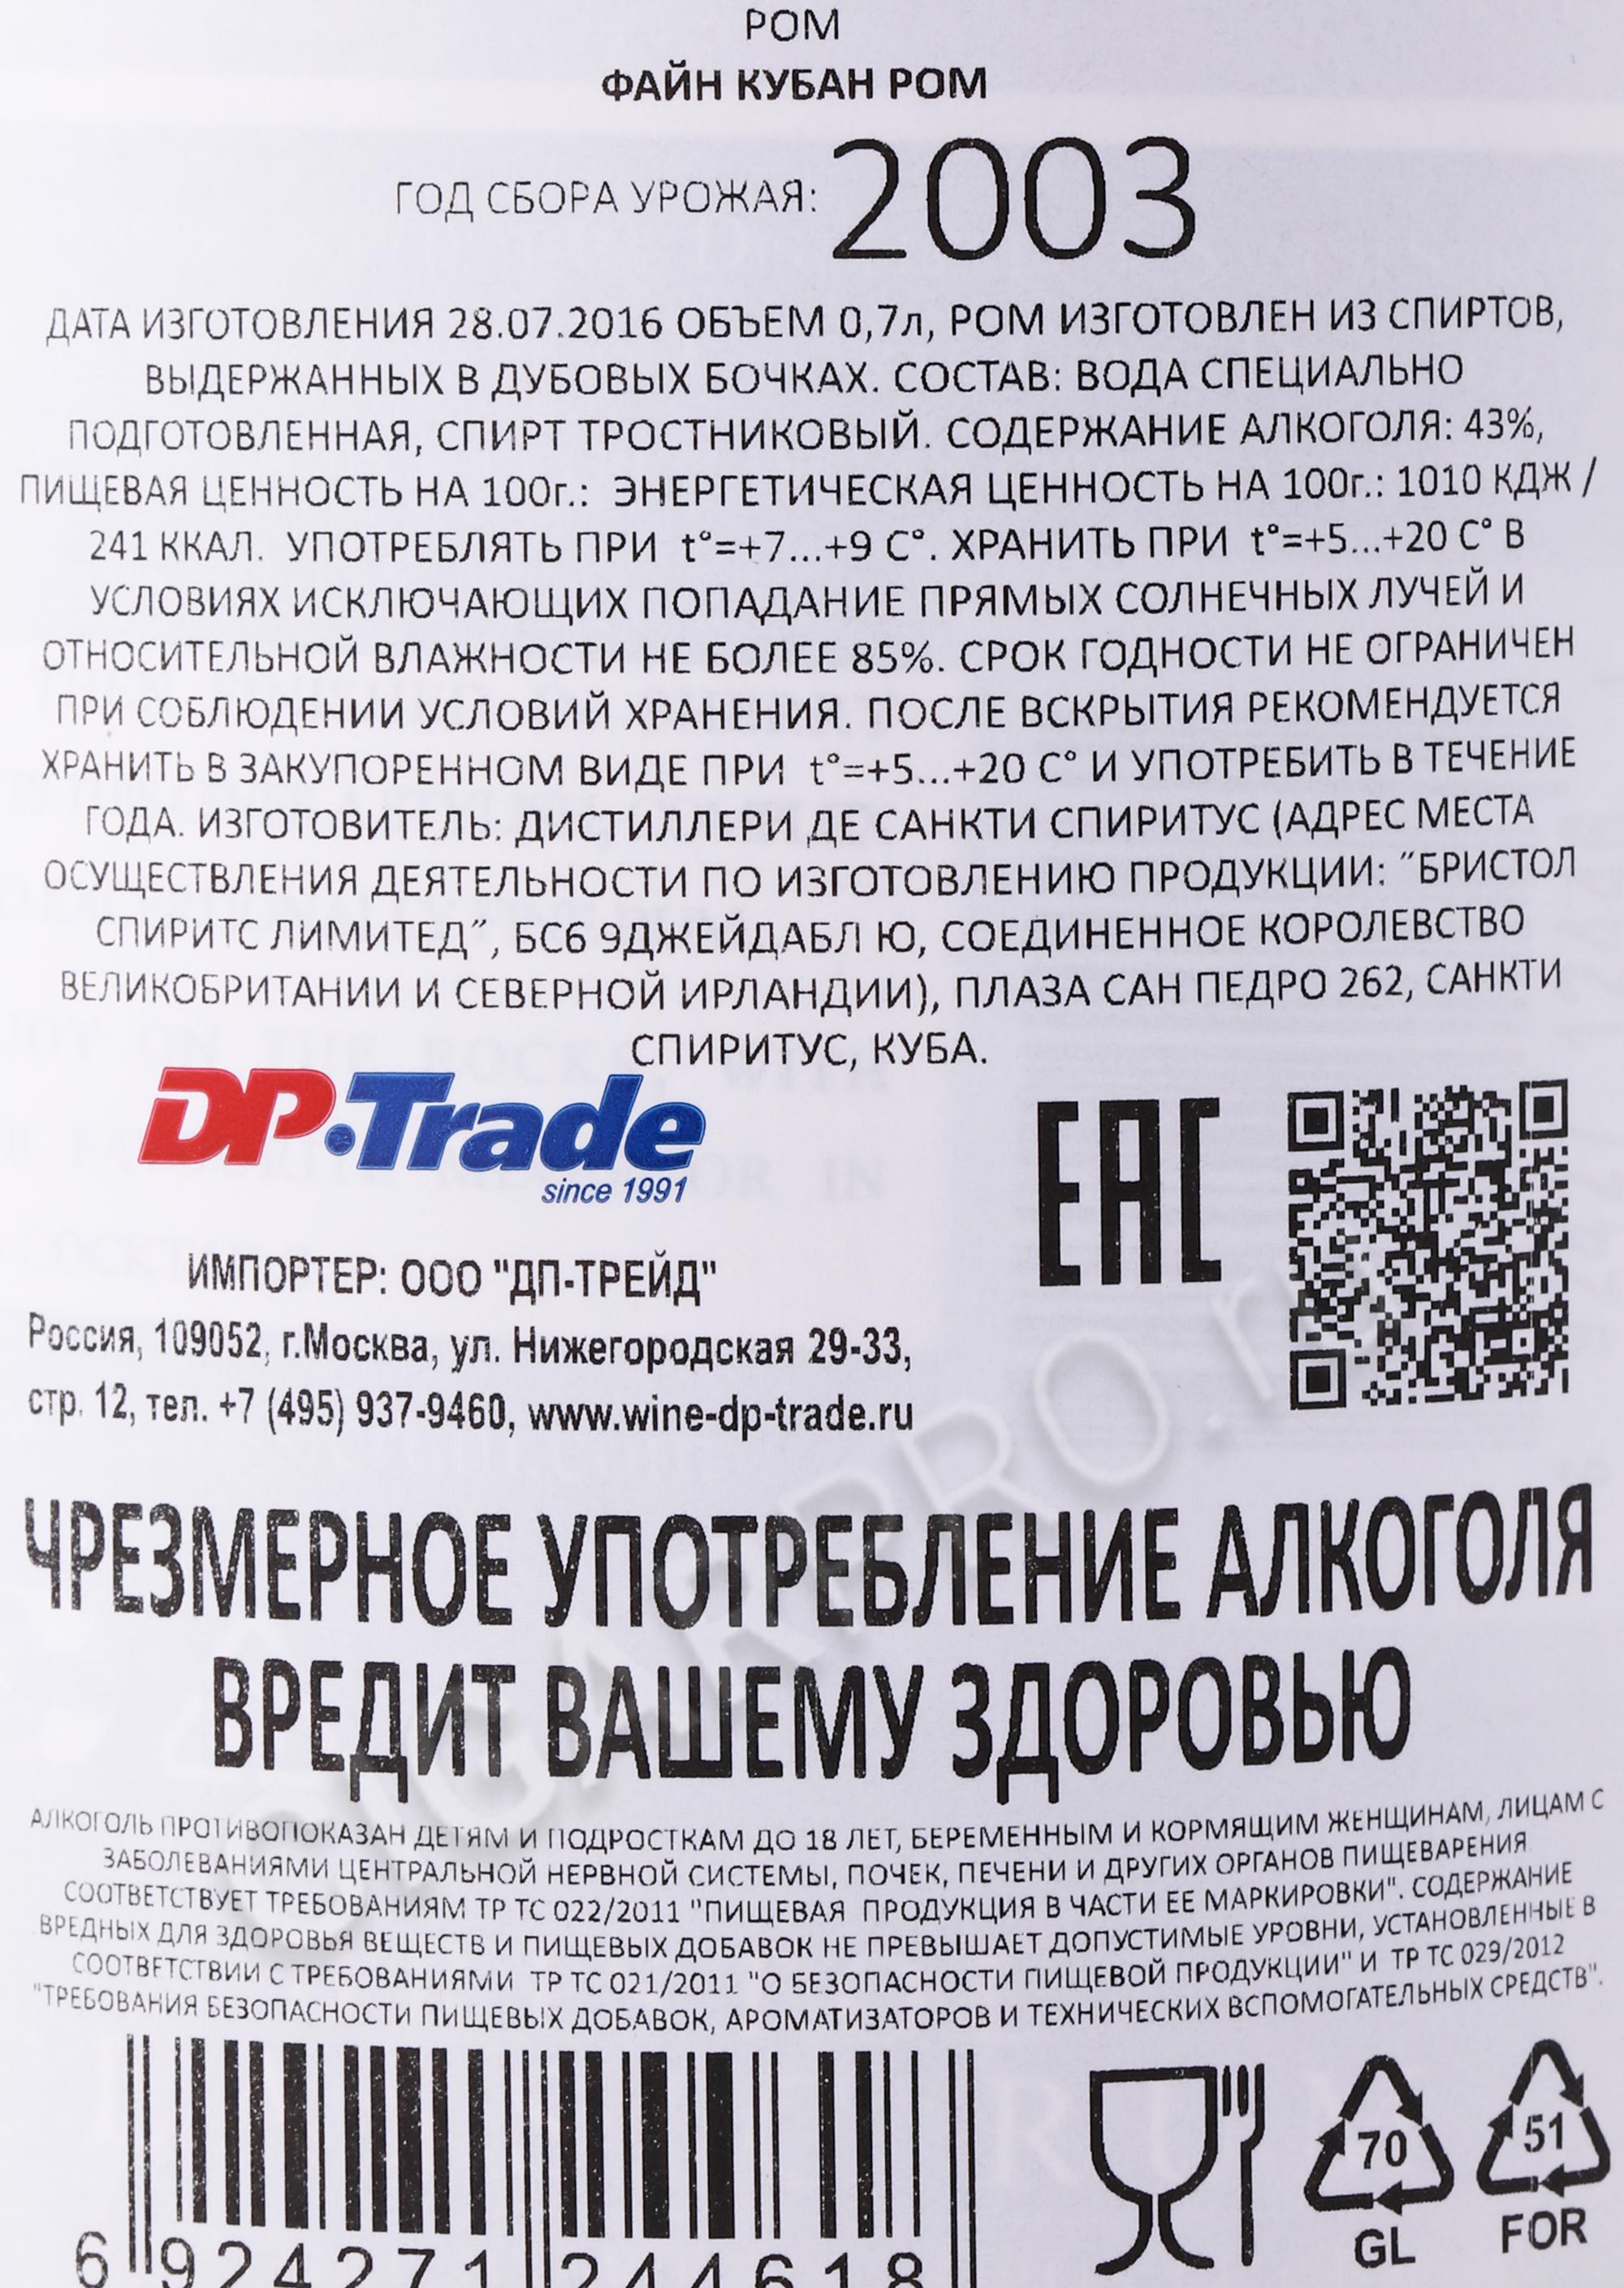 РОМ
ФАЙН КУБАН РОМ
ГОД СБОРА УРОЖАЯ: 2003
ДАТА ИЗГОТОВЛЕНИЯ 28.07.2016 ОБЪЕМ 0,7л, РОМ ИЗГОТОВЛЕН ИЗ СПИРТОВ,
ВЫДЕРЖАННЫХ В ДУБОВЫХ БОЧКАХ. СОСТАВ: ВОДА СПЕЦИАЛЬНО
ПОДГОТОВЛЕННАЯ, СПИРТ ТРОСТНИКОВЫЙ. СОДЕРЖАНИЕ АЛКОГОЛЯ: 43%,
ПИЩЕВАЯ ЦЕННОСТЬ НА 100г.: ЭНЕРГЕТИЧЕСКАЯ ЦЕННОСТЬ НА 100г.: 1010 КДЖ /
241 ККАЛ. УПОТРЕБЛЯТЬ ПРИ t°=+7...+9 С°. ХРАНИТЬ ПРИ t°=+5...+20 С° В
УСЛОВИЯХ ИСКЛЮЧАЮЩИХ ПОПАДАНИЕ ПРЯМЫХ СОЛНЕЧНЫХ ЛУЧЕЙ И
ОТНОСИТЕЛЬНОЙ ВЛАЖНОСТИ НЕ БОЛЕЕ 85%. СРОК ГОДНОСТИ НЕ ОГРАНИЧЕН
ПРИ СОБЛЮДЕНИИ УСЛОВИЙ ХРАНЕНИЯ. ПОСЛЕ ВСКРЫТИЯ РЕКОМЕНДУЕТСЯ
ХРАНИТЬ В ЗАКУПОРЕННОМ ВИДЕ ПРИ t°=+5...+20 С° И УПОТРЕБИТЬ В ТЕЧЕНИЕ
ГОДА. ИЗГОТОВИТЕЛЬ: ДИСТИЛЛЕРИ ДЕ САНКТИ СПИРИТУС (АДРЕС МЕСТА
ОСУЩЕСТВЛЕНИЯ ДЕЯТЕЛЬНОСТИ ПО ИЗГОТОВЛЕНИЮ ПРОДУКЦИИ: "БРИСТОЛ
СПИРИТС ЛИМИТЕД", БС6 9ДЖЕЙДАБЛ Ю, СОЕДИНЕННОЕ КОРОЛЕВСТВО
ВЕЛИКОБРИТАНИИ И СЕВЕРНОЙ ИРЛАНДИИ), ПЛАЗА САН ПЕДРО 262, САНКТИ
СПИРИТУС, КУБА.
DP·Trade
since 1991
ЕАС
ИМПОРТЕР: ООО "ДП-ТРЕЙД"
Россия, 109052, г.Москва, ул. Нижегородская 29-33,
стр. 12, тел. +7 (495) 937-9460, www.wine-dp-trade.ru
ЧРЕЗМЕРНОЕ УПОТРЕБЛЕНИЕ АЛКОГОЛЯ
ВРЕДИТ ВАШЕМУ ЗДОРОВЬЮ
АЛКОГОЛЬ ПРОТИВОПОКАЗАН ДЕТЯМ И ПОДРОСТКАМ ДО 18 ЛЕТ, БЕРЕМЕННЫМ И КОРМЯЩИМ ЖЕНЩИНАМ, ЛИЦАМ С
ЗАБОЛЕВАНИЯМИ ЦЕНТРАЛЬНОЙ НЕРВНОЙ СИСТЕМЫ, ПОЧЕК, ПЕЧЕНИ И ДРУГИХ ОРГАНОВ ПИЩЕВАРЕНИЯ
СООТВЕТСТВУЕТ ТРЕБОВАНИЯМ ТР ТС 022/2011 "ПИЩЕВАЯ ПРОДУКЦИЯ В ЧАСТИ ЕЕ МАРКИРОВКИ". СОДЕРЖАНИЕ
ВРЕДНЫХ ДЛЯ ЗДОРОВЬЯ ВЕЩЕСТВ И ПИЩЕВЫХ ДОБАВОК НЕ ПРЕВЫШАЕТ ДОПУСТИМЫЕ УРОВНИ, УСТАНОВЛЕННЫЕ В
СООТВЕТСТВИИ С ТРЕБОВАНИЯМИ ТР ТС 021/2011 "О БЕЗОПАСНОСТИ ПИЩЕВОЙ ПРОДУКЦИИ" И ТР ТС 029/2012
"ТРЕБОВАНИЯ БЕЗОПАСНОСТИ ПИЩЕВЫХ ДОБАВОК, АРОМАТИЗАТОРОВ И ТЕХНИЧЕСКИХ ВСПОМОГАТЕЛЬНЫХ СРЕДСТВ".
6 924271 244618
70
GL
51
FOR
CIGARPRO.ru